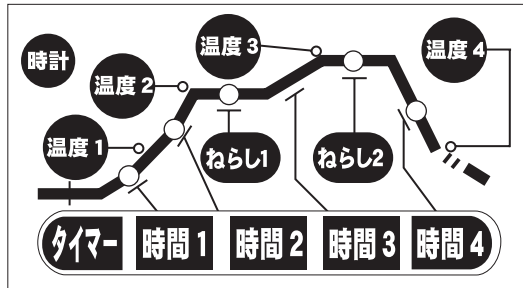 時計
温度1
温度2
温度3
温度4
ねらし1
ねらし2
タイマー
時間1
時間2
時間3
時間4